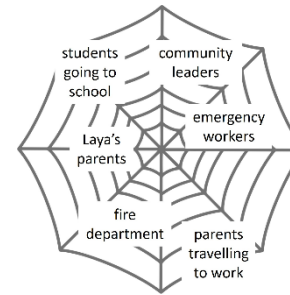 students
going to
school
community
leaders
emergency
workers
Laya's
parents
fire
department
parents
travelling
to work